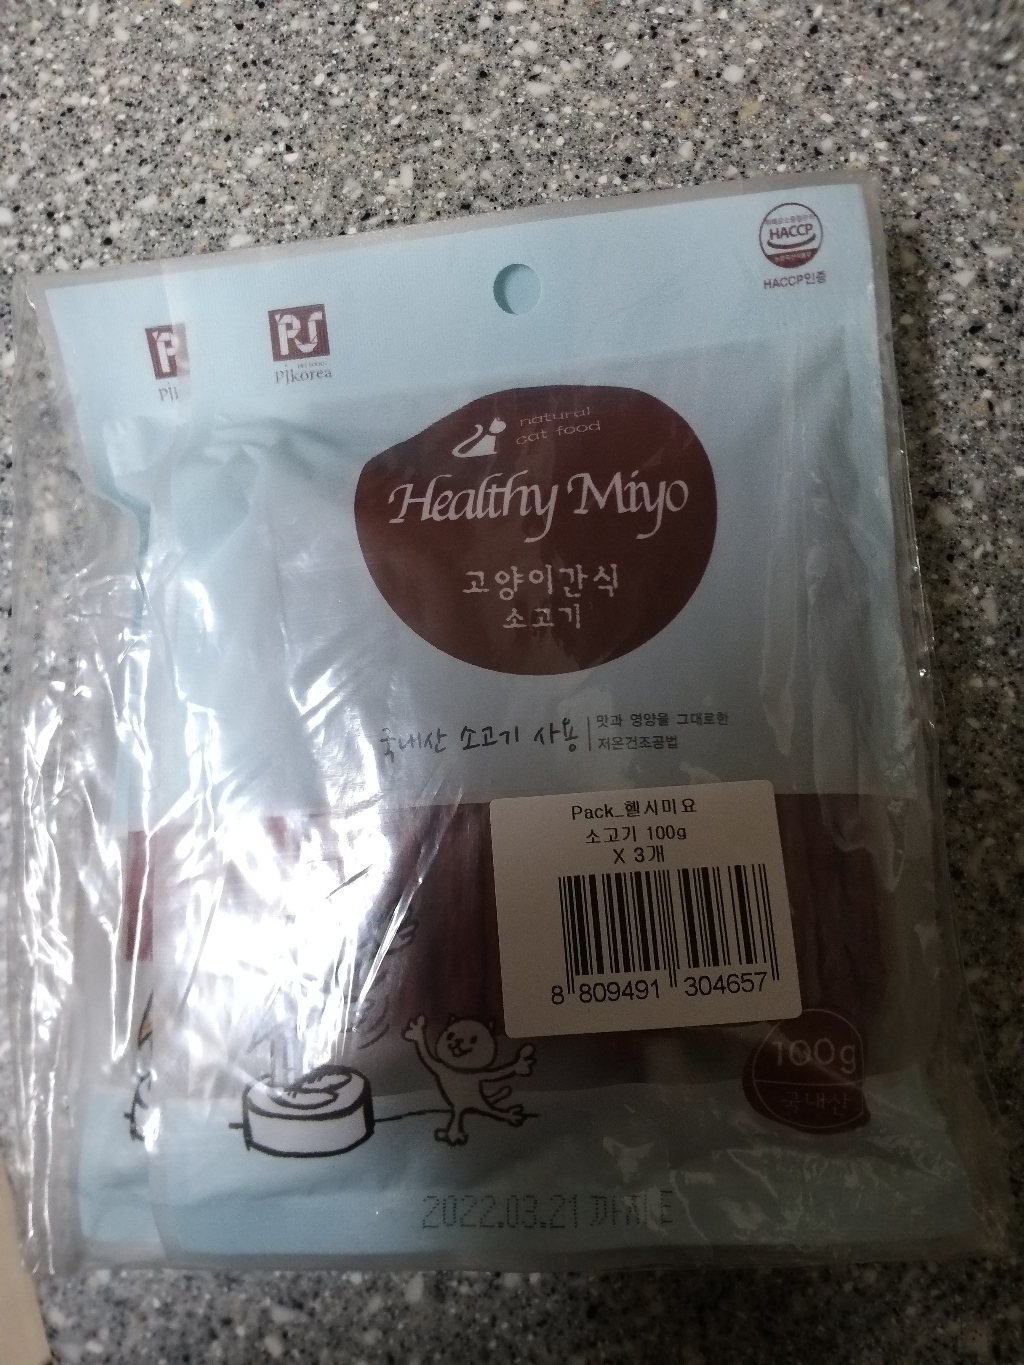 HACCP
HACCP인증
PJkorea
natural
cat food
Healthy Miyo
고양이간식
소고기
국내산 소고기 사용
맛과 영양을 그대로한
저온건조공법
Pack_헬시미요
소고기 100g
X 3개
8 809491 304657
100g
국내산
2022.03.21 까지 E